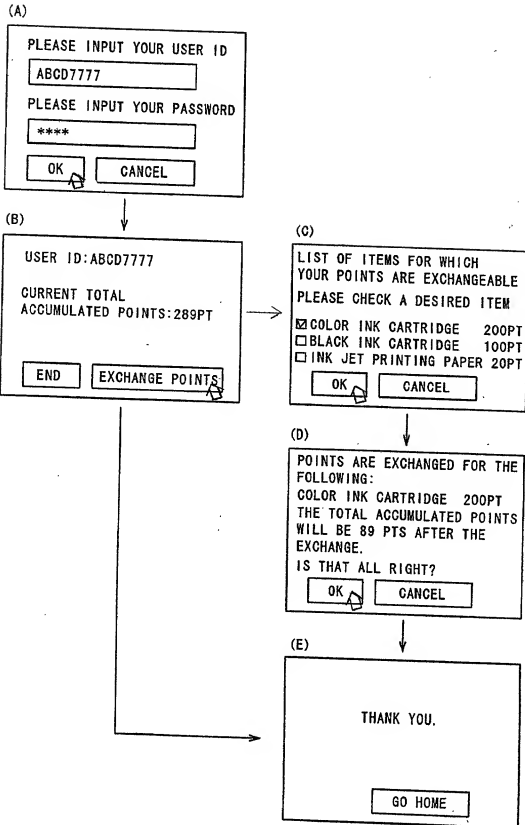 (A)
PLEASE INPUT YOUR USER ID
ABCD7777
PLEASE INPUT YOUR PASSWORD
****
OK
CANCEL
(B)
USER ID:ABCD7777
CURRENT TOTAL
ACCUMULATED POINTS:289PT
END
EXCHANGE POINTS
(C)
LIST OF ITEMS FOR WHICH
YOUR POINTS ARE EXCHANGEABLE
PLEASE CHECK A DESIRED ITEM
☑COLOR INK CARTRIDGE 200PT
☐BLACK INK CARTRIDGE 100PT
☐INK JET PRINTING PAPER 20PT
OK
CANCEL
(D)
POINTS ARE EXCHANGED FOR THE
FOLLOWING:
COLOR INK CARTRIDGE 200PT
THE TOTAL ACCUMULATED POINTS
WILL BE 89 PTS AFTER THE
EXCHANGE.
IS THAT ALL RIGHT?
OK
CANCEL
(E)
THANK YOU.
GO HOME